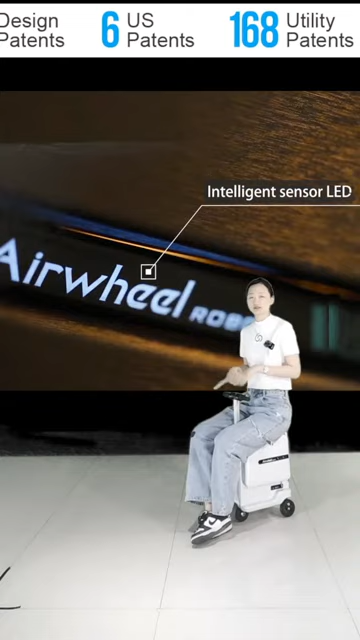 Design
Patents
6 US
Patents
168 Utility
Patents
Intelligent sensor LED
Airwheel